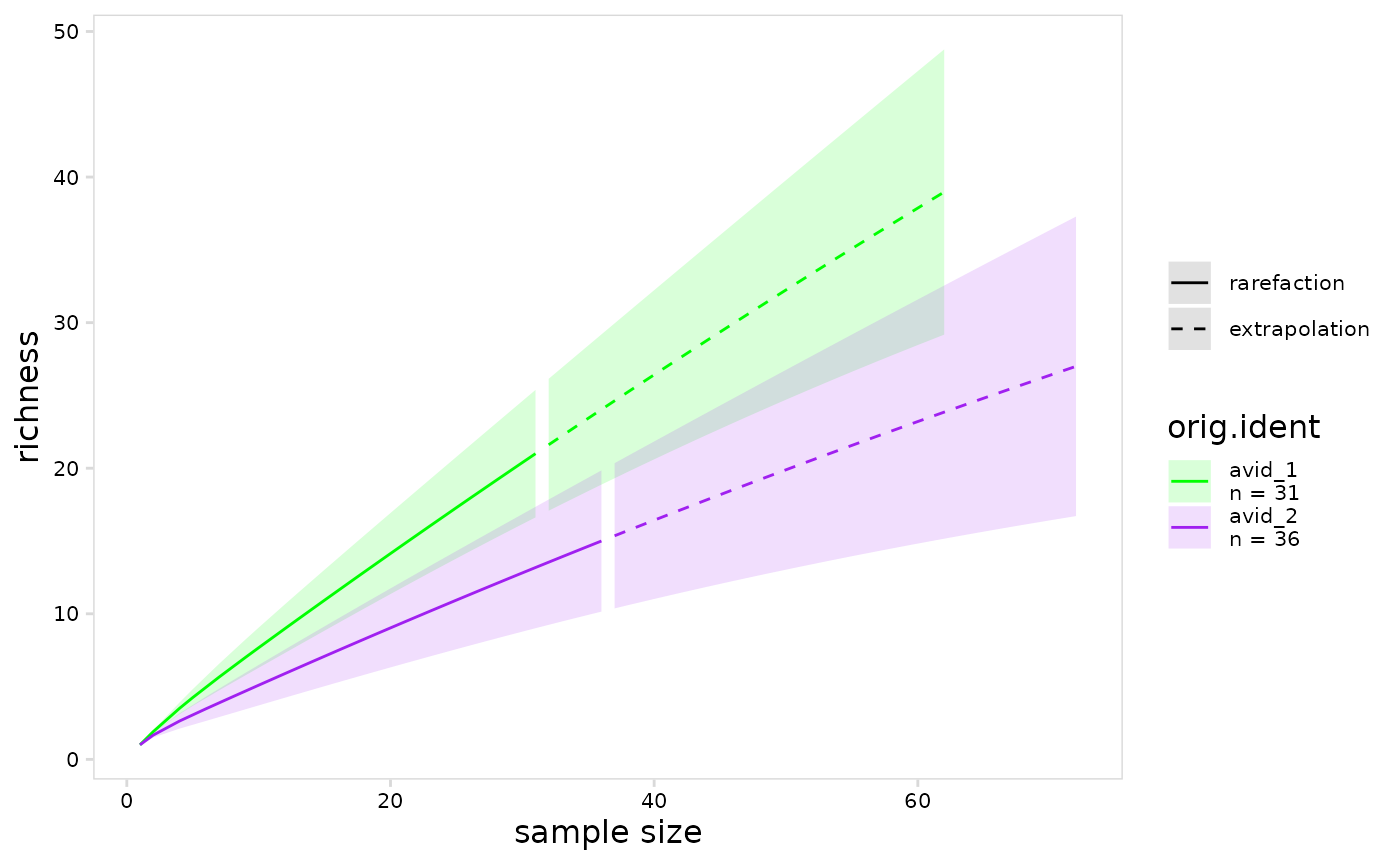 50
40
30
20
10
0
richness
0 20 40 60
sample size
rarefaction
extrapolation
orig.ident
avid_1
n = 31
avid_2
n = 36